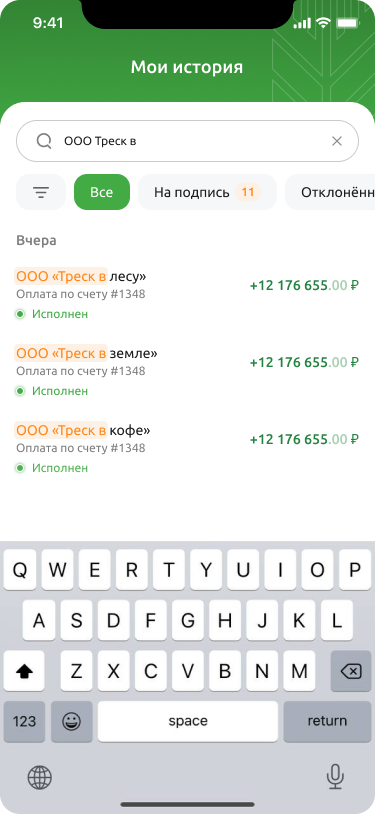 9:41
Мои история
ООО Треск в
Все
На подпись 11
Отклонённ
Вчера
ООО «Треск в лесу»
+12 176 655.00 ₽
Оплата по счету #1348
Исполнен
ООО «Треск в земле»
+12 176 655.00 ₽
Оплата по счету #1348
Исполнен
ООО «Треск в кофе»
+12 176 655.00 ₽
Оплата по счету #1348
Исполнен
Q W E R T Y U I O P
A S D F G H J K L
Z X C V B N M
123 space return